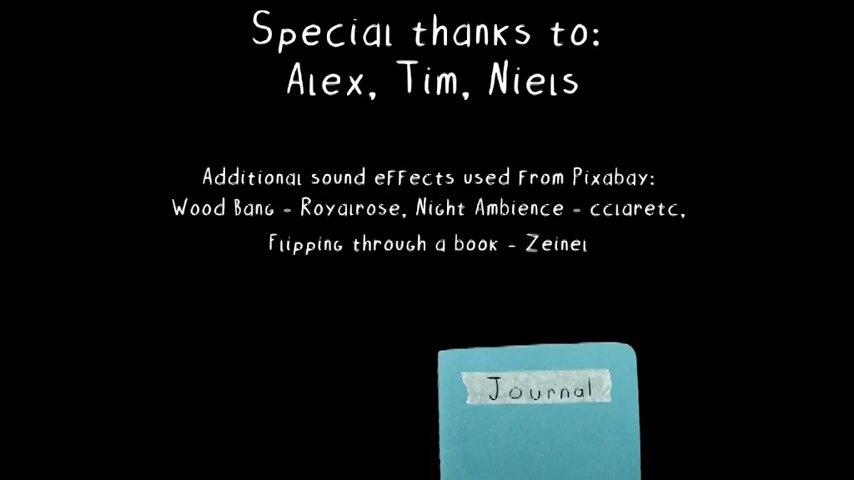 Special thanks to:
Alex, Tim, Niels
Additional sound effects used from Pixabay:
Wood Bang - Royalrose, Night Ambience - cclaretc,
Flipping through a book - Zeinel
Journal